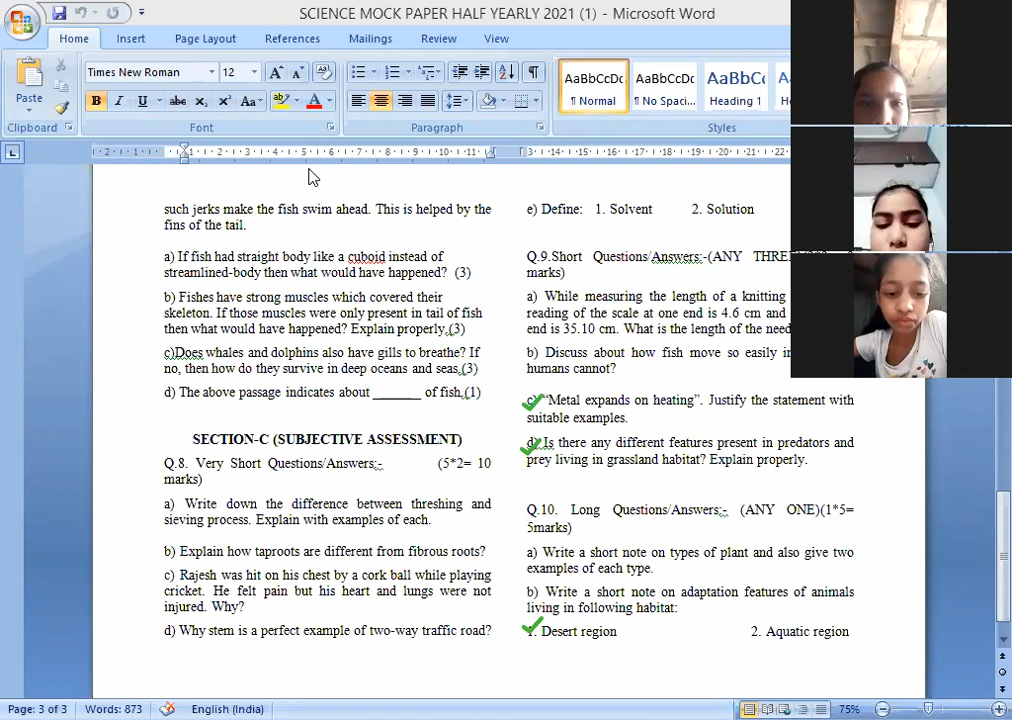 SCIENCE MOCK PAPER HALF YEARLY 2021 (1) - Microsoft Word
Home Insert Page Layout References Mailings Review View
Paste
Clipboard
Times New Roman 12
Font
Paragraph
AaBbCcDc AaBbCcDc AaBbCc
¶ Normal ¶ No Spaci... Heading 1
Styles
such jerks make the fish swim ahead. This is helped by the
fins of the tail.
a) If fish had straight body like a cuboid instead of
streamlined-body then what would have happened? (3)
b) Fishes have strong muscles which covered their
skeleton. If those muscles were only present in tail of fish
then what would have happened? Explain properly.(3)
c)Does whales and dolphins also have gills to breathe? If
no, then how do they survive in deep oceans and seas.(3)
d) The above passage indicates about _______ of fish.(1)
SECTION-C (SUBJECTIVE ASSESSMENT)
Q.8. Very Short Questions/Answers:- (5*2= 10
marks)
a) Write down the difference between threshing and
sieving process. Explain with examples of each.
b) Explain how taproots are different from fibrous roots?
c) Rajesh was hit on his chest by a cork ball while playing
cricket. He felt pain but his heart and lungs were not
injured. Why?
d) Why stem is a perfect example of two-way traffic road?
e) Define: 1. Solvent 2. Solution
Q.9.Short Questions/Answers:-(ANY THREE
marks)
a) While measuring the length of a knitting
reading of the scale at one end is 4.6 cm and
end is 35.10 cm. What is the length of the
b) Discuss about how fish move so easily
humans cannot?
c) "Metal expands on heating". Justify the statement with
suitable examples.
d) Is there any different features present in predators and
prey living in grassland habitat? Explain properly.
Q.10. Long Questions/Answers:- (ANY ONE)(1*5=
5marks)
a) Write a short note on types of plant and also give two
examples of each type.
b) Write a short note on adaptation features of animals
living in following habitat:
1. Desert region 2. Aquatic region
Page: 3 of 3 Words: 873 English (India) 75%